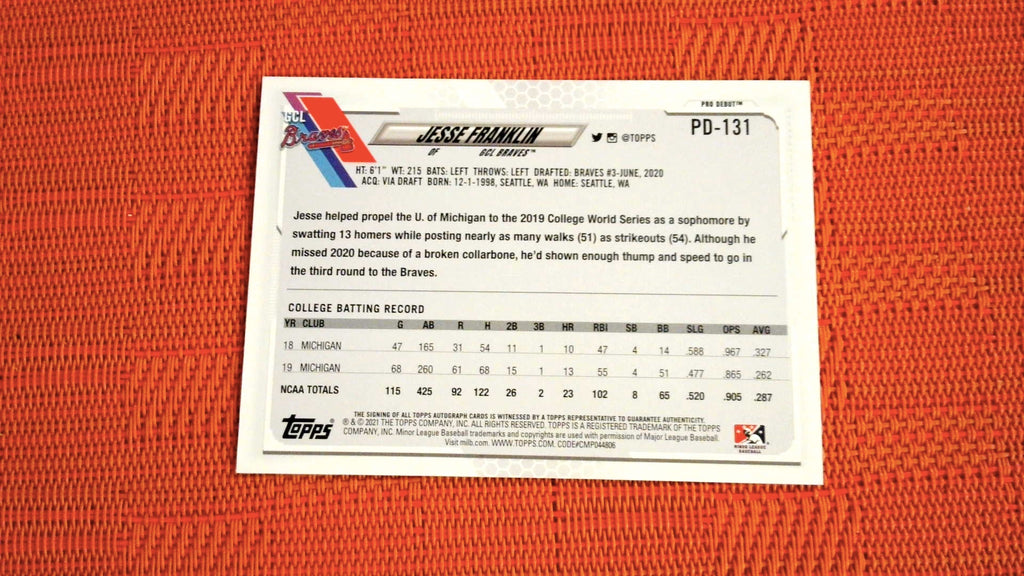 PRO DEBUT™
PD-131
GCL
Braves
JESSE FRANKLIN
@TOPPS
OF GCL BRAVES™
HT: 6'1" WT: 215 BATS: LEFT THROWS: LEFT DRAFTED: BRAVES #3-JUNE, 2020
ACQ: VIA DRAFT BORN: 12-1-1998, SEATTLE, WA HOME: SEATTLE, WA
Jesse helped propel the U. of Michigan to the 2019 College World Series as a sophomore by
swatting 13 homers while posting nearly as many walks (51) as strikeouts (54). Although he
missed 2020 because of a broken collarbone, he'd shown enough thump and speed to go in
the third round to the Braves.
COLLEGE BATTING RECORD
YR CLUB G AB R H 2B 3B HR RBI SB BB SLG OPS AVG
18 MICHIGAN 47 165 31 54 11 1 10 47 4 14 .588 .967 .327
19 MICHIGAN 68 260 61 68 15 1 13 55 4 51 .477 .865 .262
NCAA TOTALS 115 425 92 122 26 2 23 102 8 65 .520 .905 .287
THE SIGNING OF ALL TOPPS AUTOGRAPH CARDS IS WITNESSED BY A TOPPS REPRESENTATIVE TO GUARANTEE AUTHENTICITY.
Topps ® & © 2021 THE TOPPS COMPANY, INC. ALL RIGHTS RESERVED. TOPPS IS A REGISTERED TRADEMARK OF THE TOPPS
COMPANY, INC. Minor League Baseball trademarks and copyrights are used with permission of Major League Baseball.
Visit milb.com. WWW.TOPPS.COM. CODE#CMP044806
MINOR LEAGUE
BASEBALL